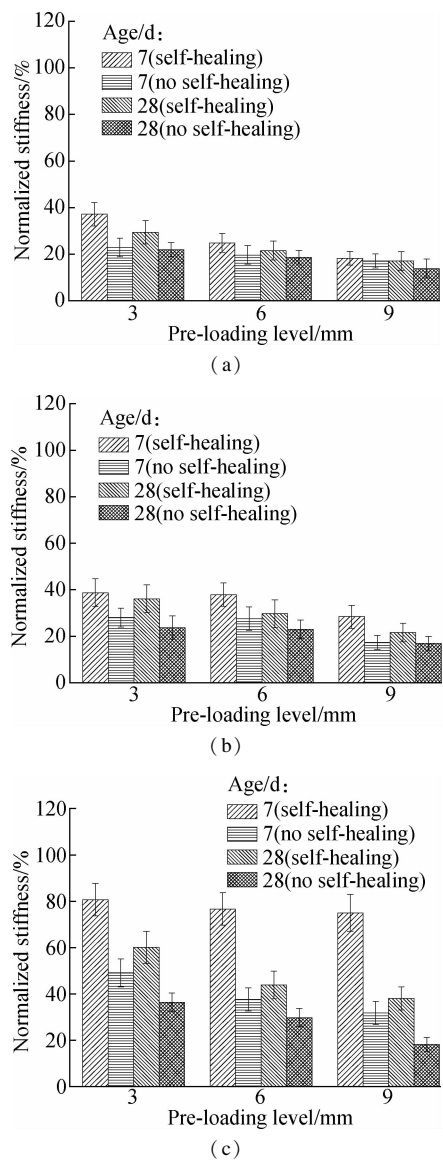 120
100
80
60
40
20
0
Normalized stiffness/%
Age/d:
7(self-healing)
7(no self-healing)
28(self-healing)
28(no self-healing)
3 6 9
Pre-loading level/mm
(a)
120
100
80
60
40
20
0
Normalized stiffness/%
Age/d:
7(self-healing)
7(no self-healing)
28(self-healing)
28(no self-healing)
3 6 9
Pre-loading level/mm
(b)
120
100
80
60
40
20
0
Normalized stiffness/%
Age/d:
7(self-healing)
7(no self-healing)
28(self-healing)
28(no self-healing)
3 6 9
Pre-loading level/mm
(c)